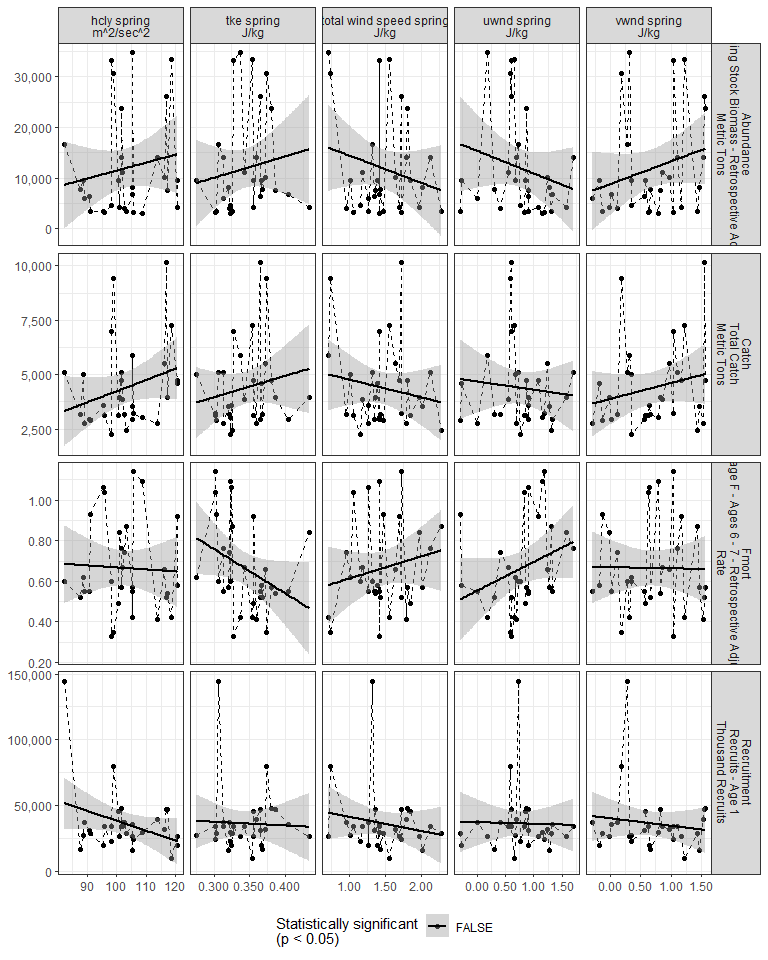 hcly spring
m^2/sec^2
tke spring
J/kg
total wind speed spring
J/kg
uwnd spring
J/kg
vwnd spring
J/kg
30,000
20,000
10,000
0
Abundance
ing Stock Biomass - Retrospective Ad
Metric Tons
10,000
7,500
5,000
2,500
Catch
Total Catch
Metric Tons
1.00
0.80
0.60
0.40
0.20
Fmort
age F - Ages 6 - 7 - Retrospective Adju
Rate
150,000
100,000
50,000
0
Recruitment
Recruits - Age 1
Thousand Recruits
90 100 110 120
0.300 0.350 0.400
1.00 1.50 2.00
0.00 0.50 1.00 1.50
0.00 0.50 1.00 1.50
Statistically significant
(p < 0.05)
FALSE